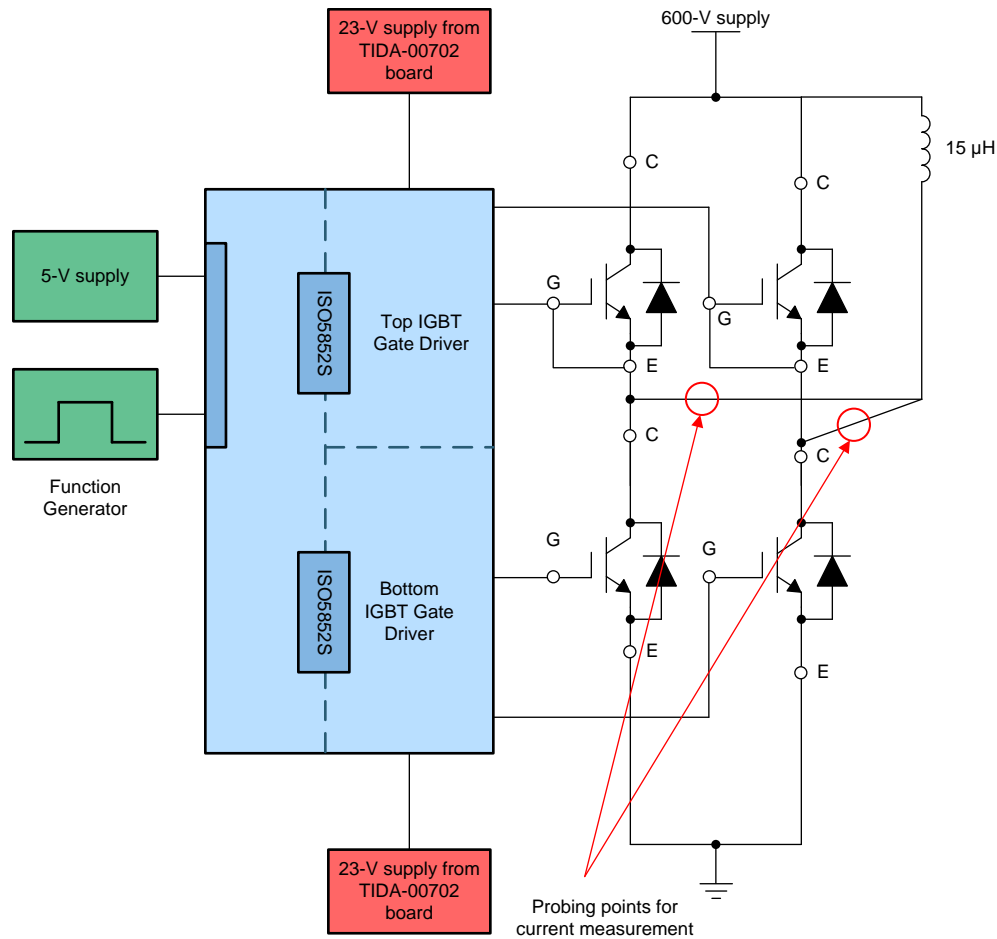 23-V supply from
TIDA-00702
board
600-V supply
15 µH
C
C
5-V supply
ISO5852S
Top IGBT
Gate Driver
G
G
E
E
Function
Generator
C
C
ISO5852S
Bottom
IGBT Gate
Driver
G
G
E
E
23-V supply from
TIDA-00702
board
Probing points for
current measurement